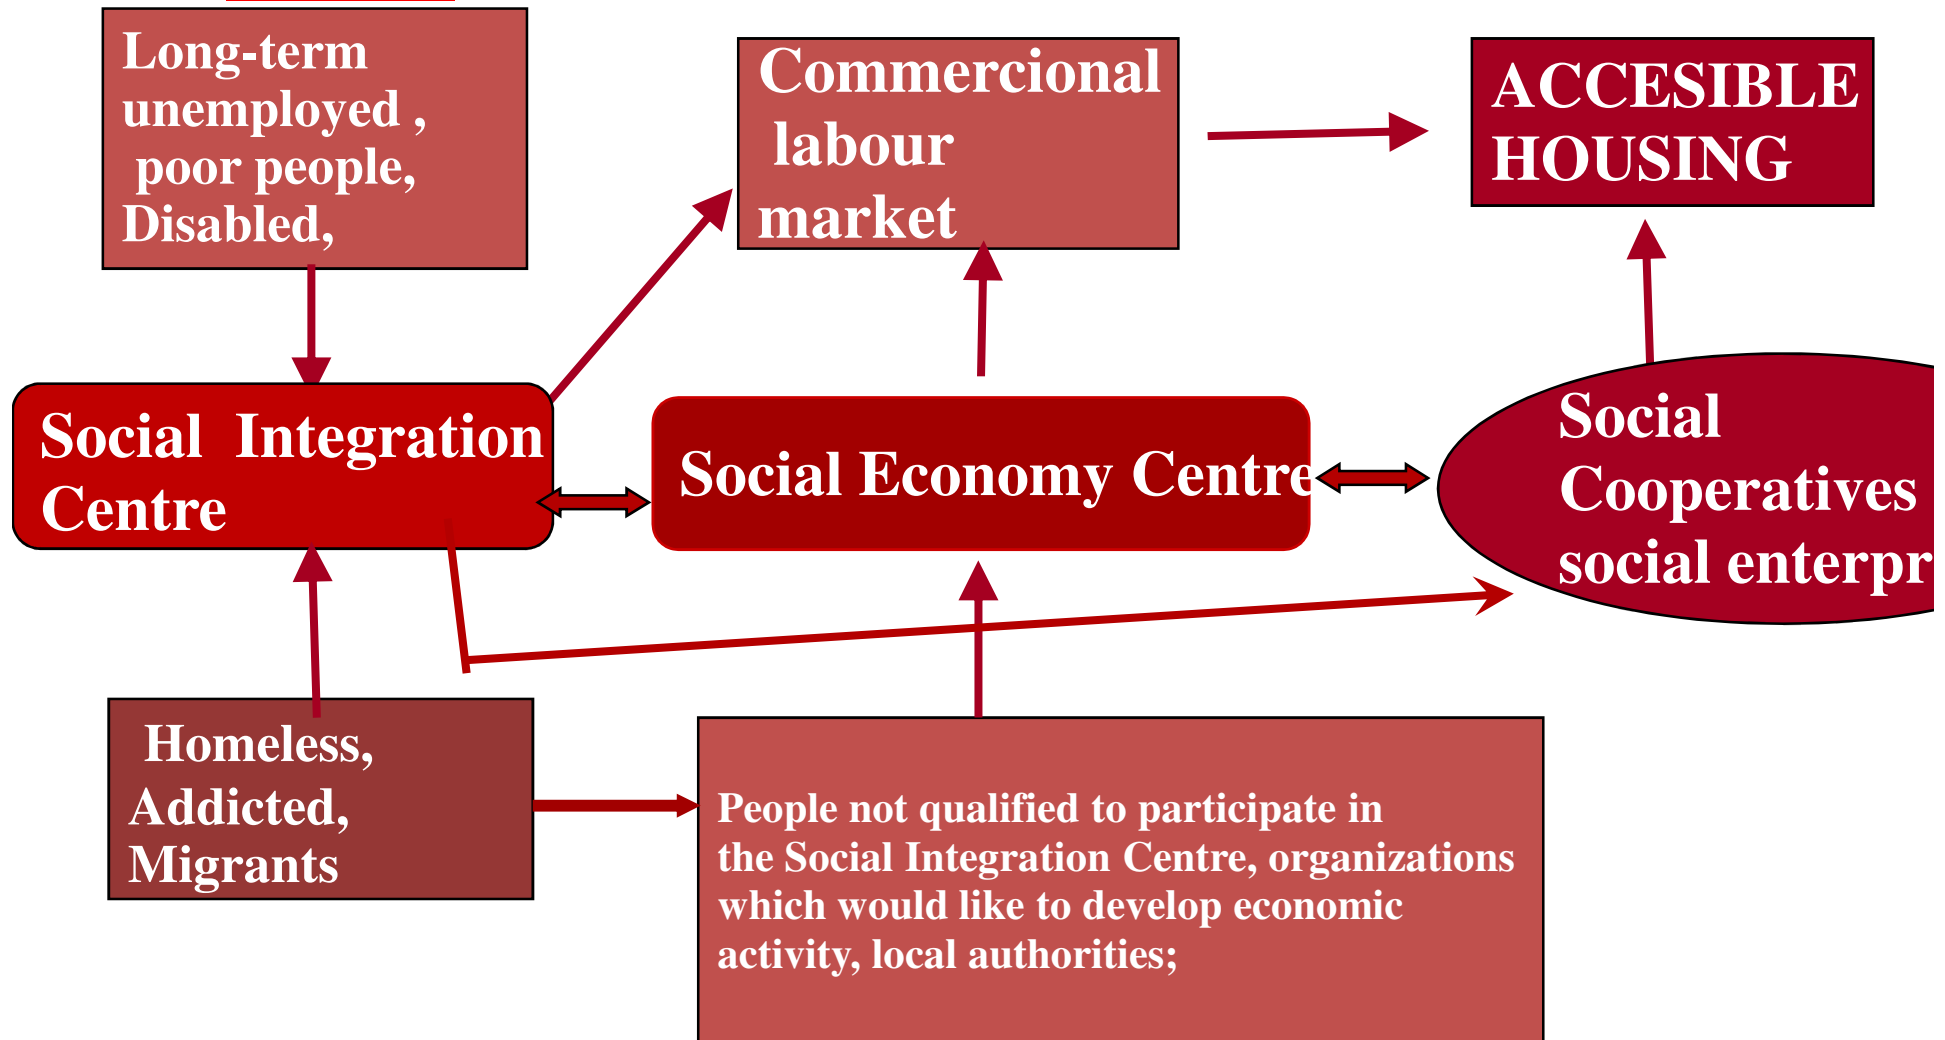 Long-term
unemployed ,
poor people,
Disabled,
Commercional
labour
market
ACCESIBLE
HOUSING
Social Integration
Centre
Social Economy Centre
Social
Cooperatives
social enterpr
Homeless,
Addicted,
Migrants
People not qualified to participate in
the Social Integration Centre, organizations
which would like to develop economic
activity, local authorities;